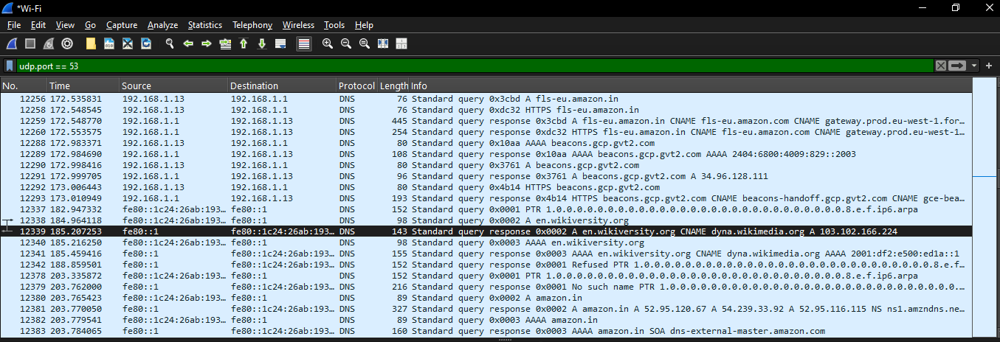 *Wi-Fi
File Edit View Go Capture Analyze Statistics Telephony Wireless Tools Help
udp.port == 53
No. Time Source Destination Protocol Length Info
12256 172.535831 192.168.1.13 192.168.1.1 DNS 76 Standard query 0x3cbd A fls-eu.amazon.in
12258 172.548545 192.168.1.13 192.168.1.1 DNS 76 Standard query 0xdc32 HTTPS fls-eu.amazon.in
12259 172.548770 192.168.1.1 192.168.1.13 DNS 445 Standard query response 0x3cbd A fls-eu.amazon.in CNAME fls-eu.amazon.com CNAME gateway.prod.eu-west-1.for…
12260 172.553575 192.168.1.1 192.168.1.13 DNS 254 Standard query response 0xdc32 HTTPS fls-eu.amazon.in CNAME fls-eu.amazon.com CNAME gateway.prod.eu-west-1…
12288 172.983371 192.168.1.13 192.168.1.1 DNS 80 Standard query 0x10aa AAAA beacons.gcp.gvt2.com
12289 172.984690 192.168.1.1 192.168.1.13 DNS 108 Standard query response 0x10aa AAAA beacons.gcp.gvt2.com AAAA 2404:6800:4009:829::2003
12290 172.998416 192.168.1.13 192.168.1.1 DNS 80 Standard query 0x3761 A beacons.gcp.gvt2.com
12291 172.999705 192.168.1.1 192.168.1.13 DNS 96 Standard query response 0x3761 A beacons.gcp.gvt2.com A 34.96.128.111
12292 173.006443 192.168.1.13 192.168.1.1 DNS 80 Standard query 0x4b14 HTTPS beacons.gcp.gvt2.com
12293 173.010949 192.168.1.1 192.168.1.13 DNS 193 Standard query response 0x4b14 HTTPS beacons.gcp.gvt2.com CNAME beacons-handoff.gcp.gvt2.com CNAME gce-bea…
12337 182.947332 fe80::1c24:26ab:193… fe80::1 DNS 152 Standard query 0x0001 PTR 1.0.0.0.0.0.0.0.0.0.0.0.0.0.0.0.0.0.0.0.0.0.0.0.0.0.0.0.0.8.e.f.ip6.arpa
12338 184.964118 fe80::1c24:26ab:193… fe80::1 DNS 98 Standard query 0x0002 A en.wikiversity.org
12339 185.207253 fe80::1 fe80::1c24:26ab:193… DNS 143 Standard query response 0x0002 A en.wikiversity.org CNAME dyna.wikimedia.org A 103.102.166.224
12340 185.216250 fe80::1c24:26ab:193… fe80::1 DNS 98 Standard query 0x0003 AAAA en.wikiversity.org
12341 185.459416 fe80::1 fe80::1c24:26ab:193… DNS 155 Standard query response 0x0003 AAAA en.wikiversity.org CNAME dyna.wikimedia.org AAAA 2001:df2:e500:ed1a::1
12342 188.859501 fe80::1 fe80::1c24:26ab:193… DNS 152 Standard query response 0x0001 Refused PTR 1.0.0.0.0.0.0.0.0.0.0.0.0.0.0.0.0.0.0.0.0.0.0.0.0.0.0.0.0.8.e.f…
12378 203.335872 fe80::1c24:26ab:193… fe80::1 DNS 152 Standard query 0x0001 PTR 1.0.0.0.0.0.0.0.0.0.0.0.0.0.0.0.0.0.0.0.0.0.0.0.0.0.0.0.0.8.e.f.ip6.arpa
12379 203.762000 fe80::1 fe80::1c24:26ab:193… DNS 216 Standard query response 0x0001 No such name PTR 1.0.0.0.0.0.0.0.0.0.0.0.0.0.0.0.0.0.0.0.0.0.0.0.0.0.0.0…
12380 203.765423 fe80::1c24:26ab:193… fe80::1 DNS 89 Standard query 0x0002 A amazon.in
12381 203.770050 fe80::1 fe80::1c24:26ab:193… DNS 327 Standard query response 0x0002 A amazon.in A 52.95.120.67 A 54.239.33.92 A 52.95.116.115 NS ns1.amzndns.ne…
12382 203.779541 fe80::1c24:26ab:193… fe80::1 DNS 89 Standard query 0x0003 AAAA amazon.in
12383 203.784065 fe80::1 fe80::1c24:26ab:193… DNS 160 Standard query response 0x0003 AAAA amazon.in SOA dns-external-master.amazon.com